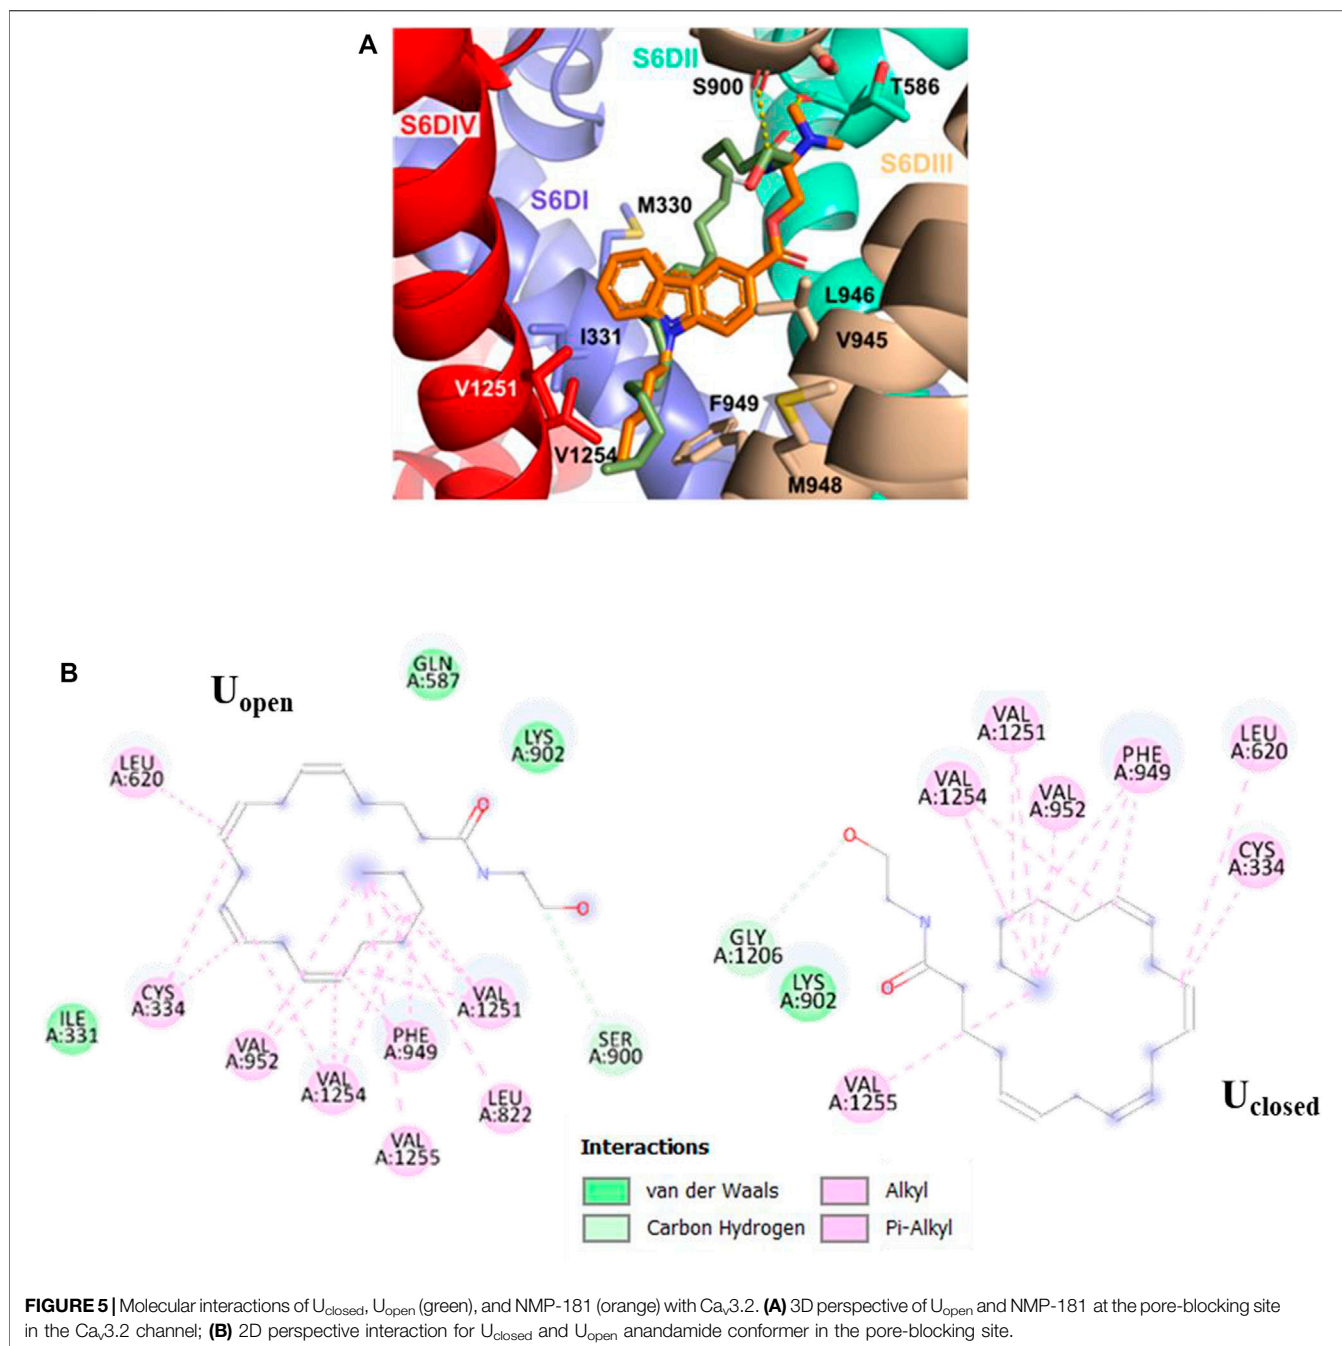 A
S6DII
S900
T586
S6DIV
S6DIII
S6DI
M330
L946
I331
V945
V1251
F949
V1254
M948
B
Uopen
GLN
A:587
LYS
A:902
LEU
A:620
O
N
O
ILE
A:331
CYS
A:334
VAL
A:952
VAL
A:1254
PHE
A:949
VAL
A:1251
VAL
A:1255
LEU
A:822
SER
A:900
VAL
A:1251
LEU
A:620
VAL
A:1254
VAL
A:952
PHE
A:949
CYS
A:334
O
N
O
GLY
A:1206
LYS
A:902
VAL
A:1255
Uclosed
Interactions
van der Waals
Alkyl
Carbon Hydrogen
Pi-Alkyl
FIGURE 5 | Molecular interactions of Uclosed, Uopen (green), and NMP-181 (orange) with Cav3.2. (A) 3D perspective of Uopen and NMP-181 at the pore-blocking site
in the Cav3.2 channel; (B) 2D perspective interaction for Uclosed and Uopen anandamide conformer in the pore-blocking site.